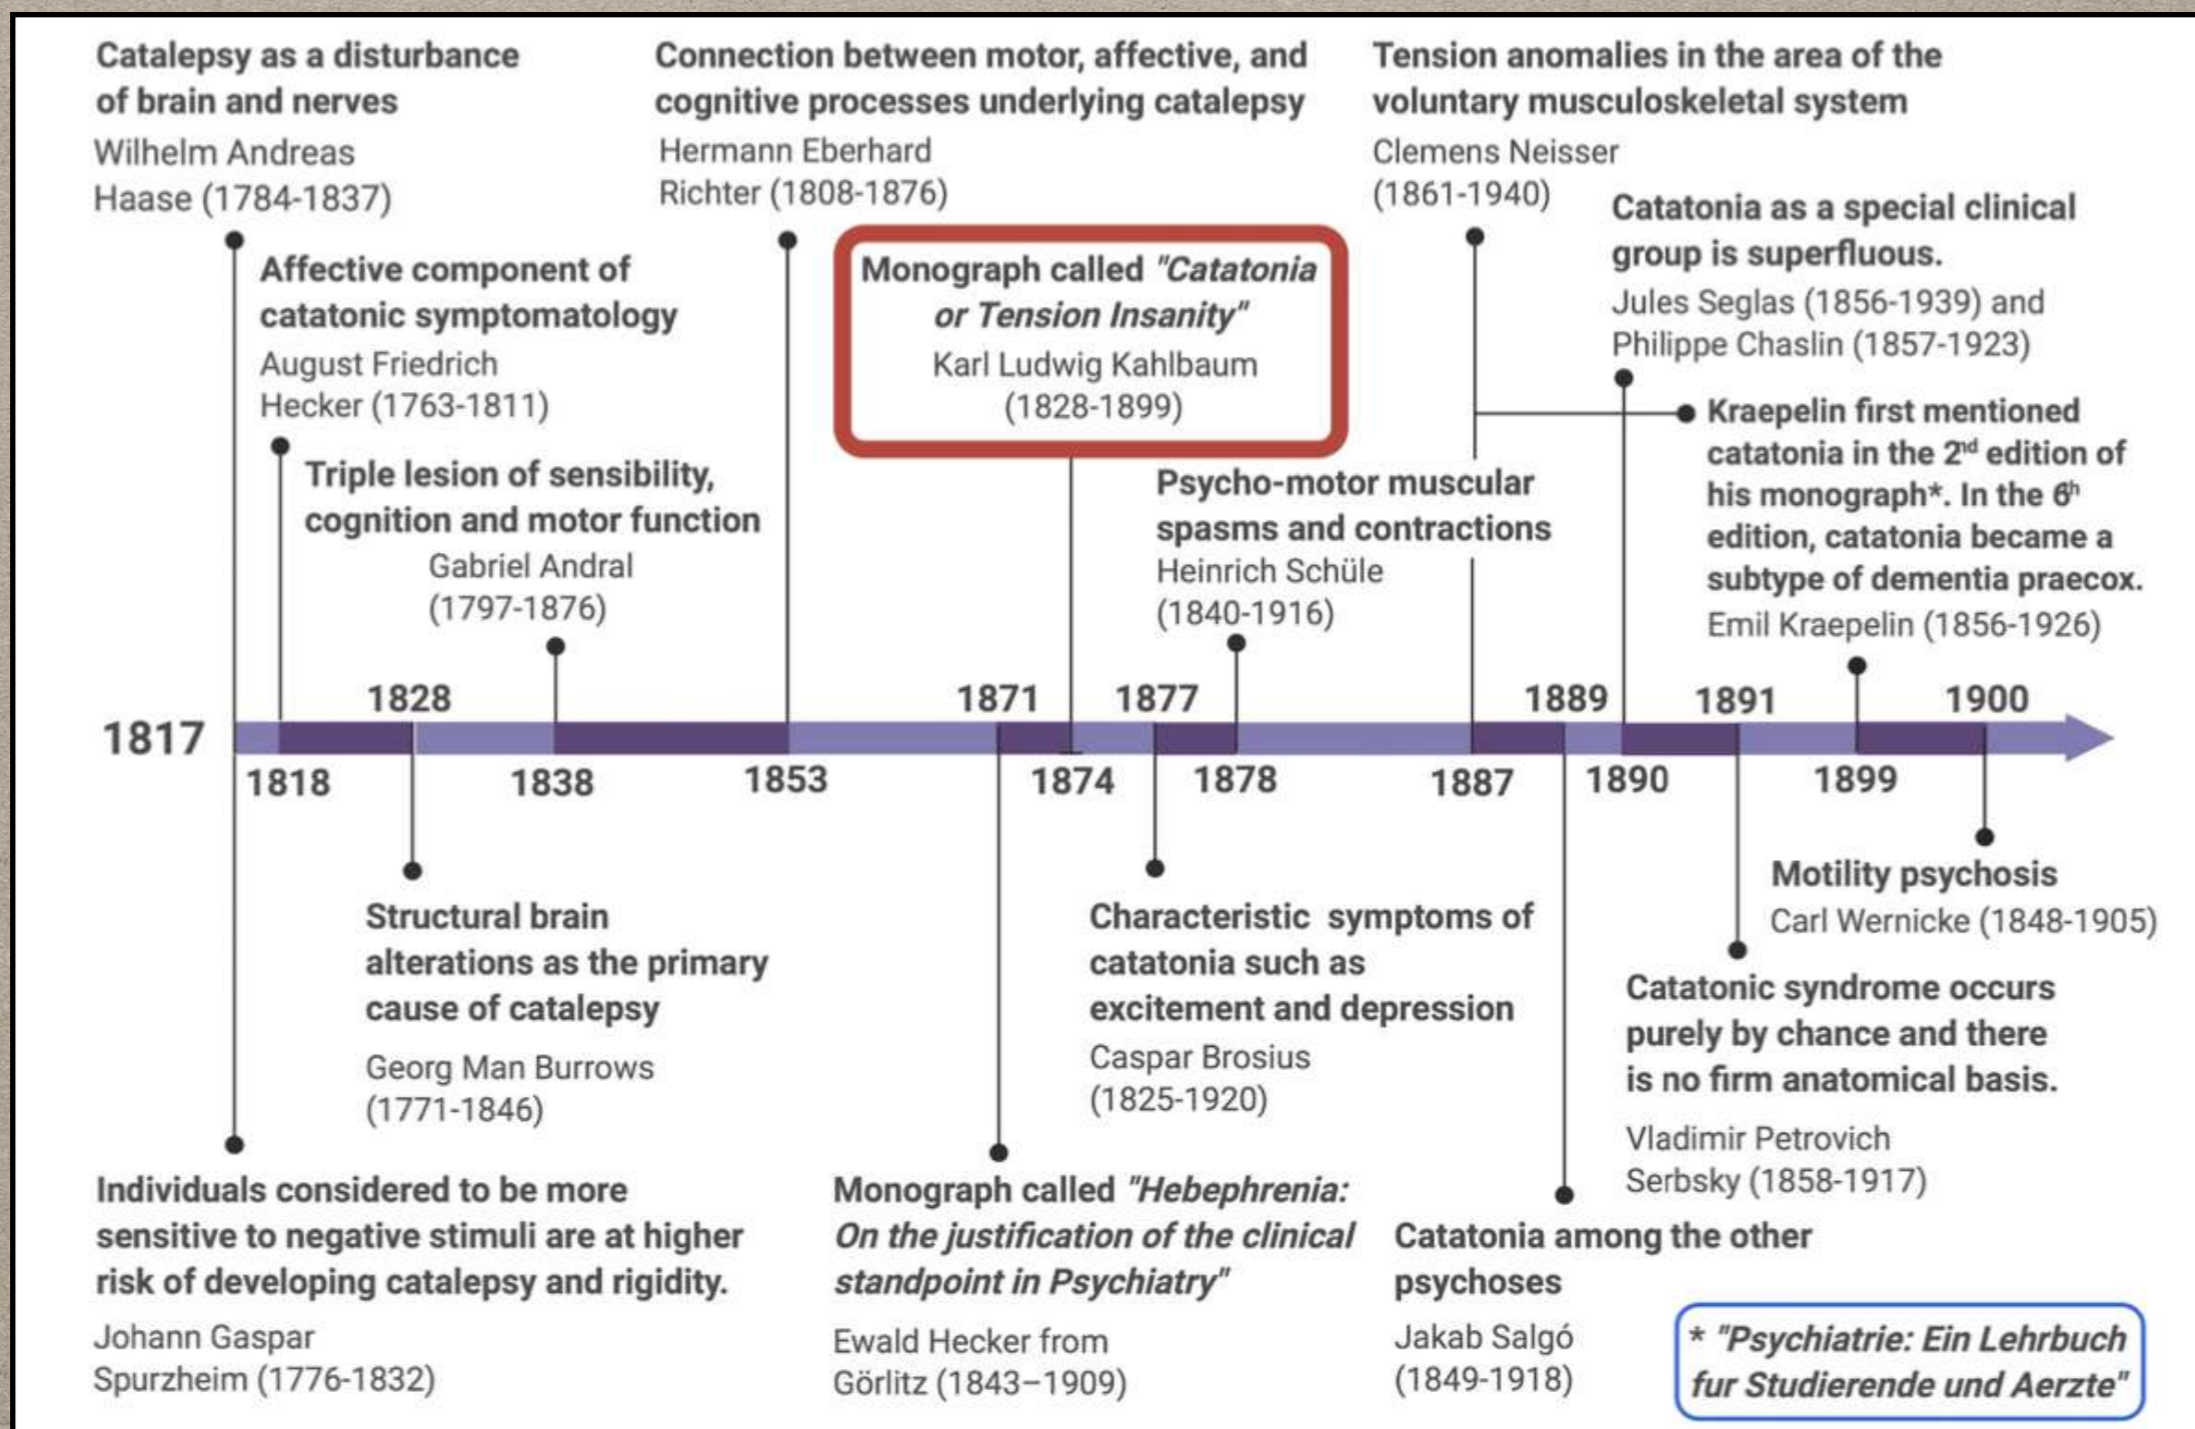 Catalepsy as a disturbance
of brain and nerves
Wilhelm Andreas
Haase (1784-1837)
Connection between motor, affective, and
cognitive processes underlying catalepsy
Hermann Eberhard
Richter (1808-1876)
Tension anomalies in the area of the
voluntary musculoskeletal system
Clemens Neisser
(1861-1940)
Catatonia as a special clinical
group is superfluous.
Jules Seglas (1856-1939) and
Philippe Chaslin (1857-1923)
Affective component of
catatonic symptomatology
August Friedrich
Hecker (1763-1811)
Monograph called "Catatonia
or Tension Insanity"
Karl Ludwig Kahlbaum
(1828-1899)
Kraepelin first mentioned
catatonia in the 2nd edition of
his monograph*. In the 6h
edition, catatonia became a
subtype of dementia praecox.
Emil Kraepelin (1856-1926)
Triple lesion of sensibility,
cognition and motor function
Gabriel Andral
(1797-1876)
Psycho-motor muscular
spasms and contractions
Heinrich Schüle
(1840-1916)
1828 1871 1877 1889 1891 1900
1817
1818 1838 1853 1874 1878 1887 1890 1899
Structural brain
alterations as the primary
cause of catalepsy
Georg Man Burrows
(1771-1846)
Characteristic symptoms of
catatonia such as
excitement and depression
Caspar Brosius
(1825-1920)
Motility psychosis
Carl Wernicke (1848-1905)
Catatonic syndrome occurs
purely by chance and there
is no firm anatomical basis.
Vladimir Petrovich
Serbsky (1858-1917)
Individuals considered to be more
sensitive to negative stimuli are at higher
risk of developing catalepsy and rigidity.
Johann Gaspar
Spurzheim (1776-1832)
Monograph called "Hebephrenia:
On the justification of the clinical
standpoint in Psychiatry"
Ewald Hecker from
Görlitz (1843–1909)
Catatonia among the other
psychoses
Jakab Salgó
(1849-1918)
* "Psychiatrie: Ein Lehrbuch
fur Studierende und Aerzte"